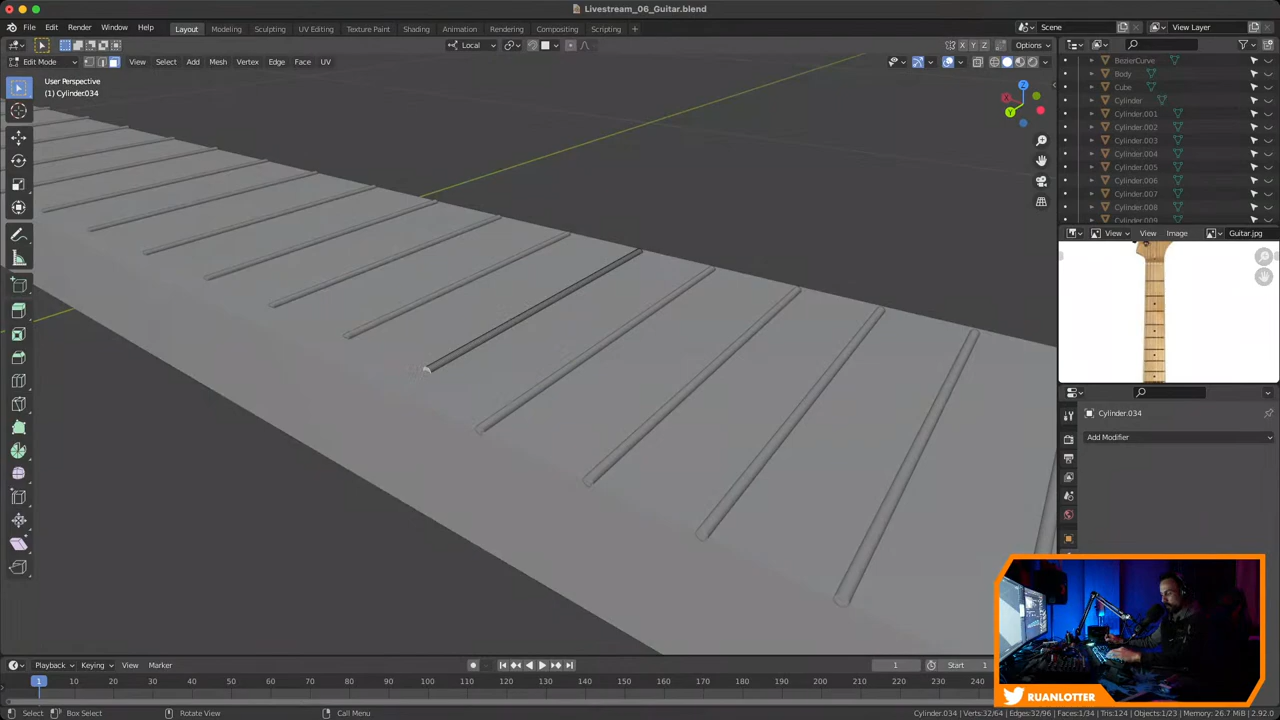 Livestream_06_Guitar.blend
File Edit Render Window Help
Layout Modeling Sculpting UV Editing Texture Paint Shading Animation Rendering Compositing Scripting
Scene
View Layer
Local
Options
Edit Mode
View Select Add Mesh Vertex Edge Face UV
User Perspective
(1) Cylinder.034
X Y Z
X
Y
Z
BezierCurve
Body
Cube
Cylinder
Cylinder.001
Cylinder.002
Cylinder.003
Cylinder.004
Cylinder.005
Cylinder.006
Cylinder.007
Cylinder.008
Cylinder.009
View View Image Guitar.jpg
Cylinder.034
Add Modifier
Playback Keying View Marker
1
Start 1
1 10 20 30 40 50 60 70 80 90 100 110 120 130 140 150 160 170 180 190 200 210 220 230 240
RUANLOTTER
Select Box Select Rotate View Call Menu
Cylinder.034 | Verts:32/64 | Edges:32/96 | Faces:1/34 | Tris:124 | Objects:1/23 | Memory: 26.7 MiB | 2.92.0